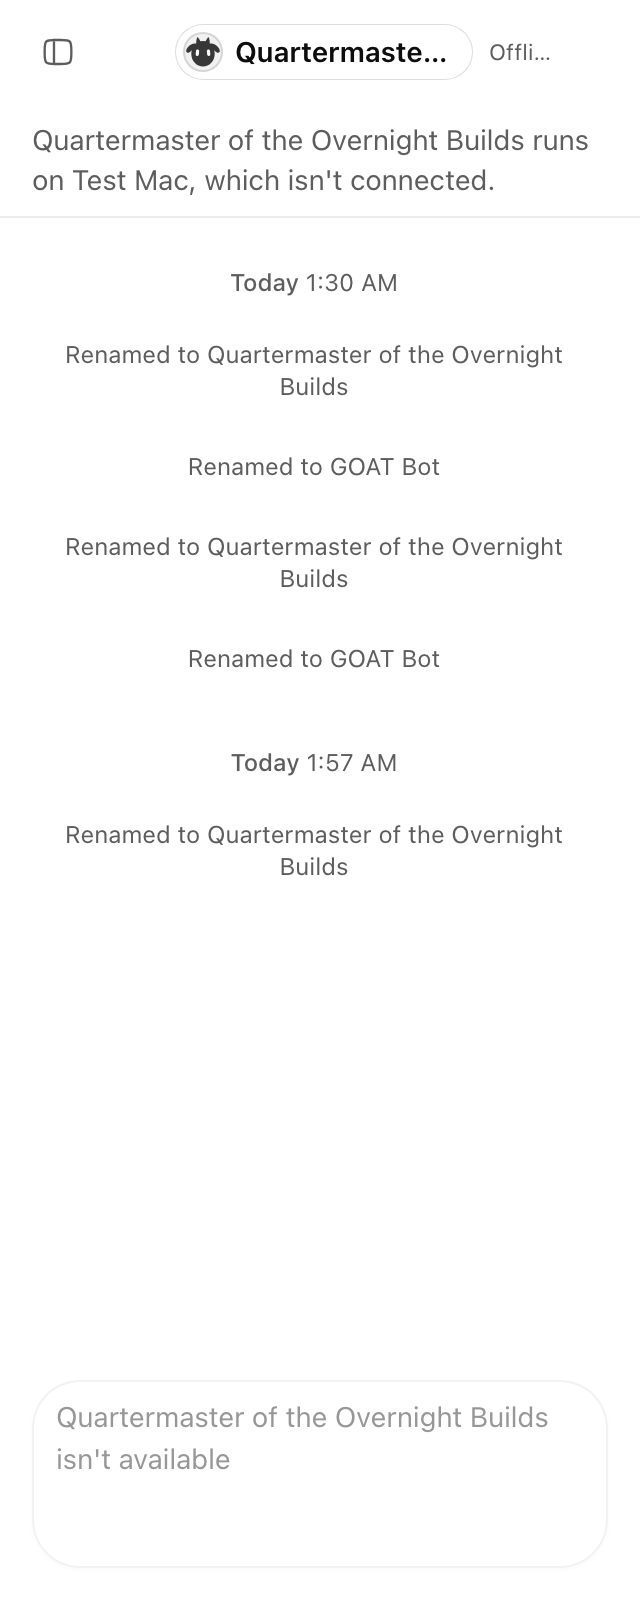 Quartermaste...
Offli...
Quartermaster of the Overnight Builds runs
on Test Mac, which isn't connected.
Today 1:30 AM
Renamed to Quartermaster of the Overnight
Builds
Renamed to GOAT Bot
Renamed to Quartermaster of the Overnight
Builds
Renamed to GOAT Bot
Today 1:57 AM
Renamed to Quartermaster of the Overnight
Builds
Quartermaster of the Overnight Builds
isn't available